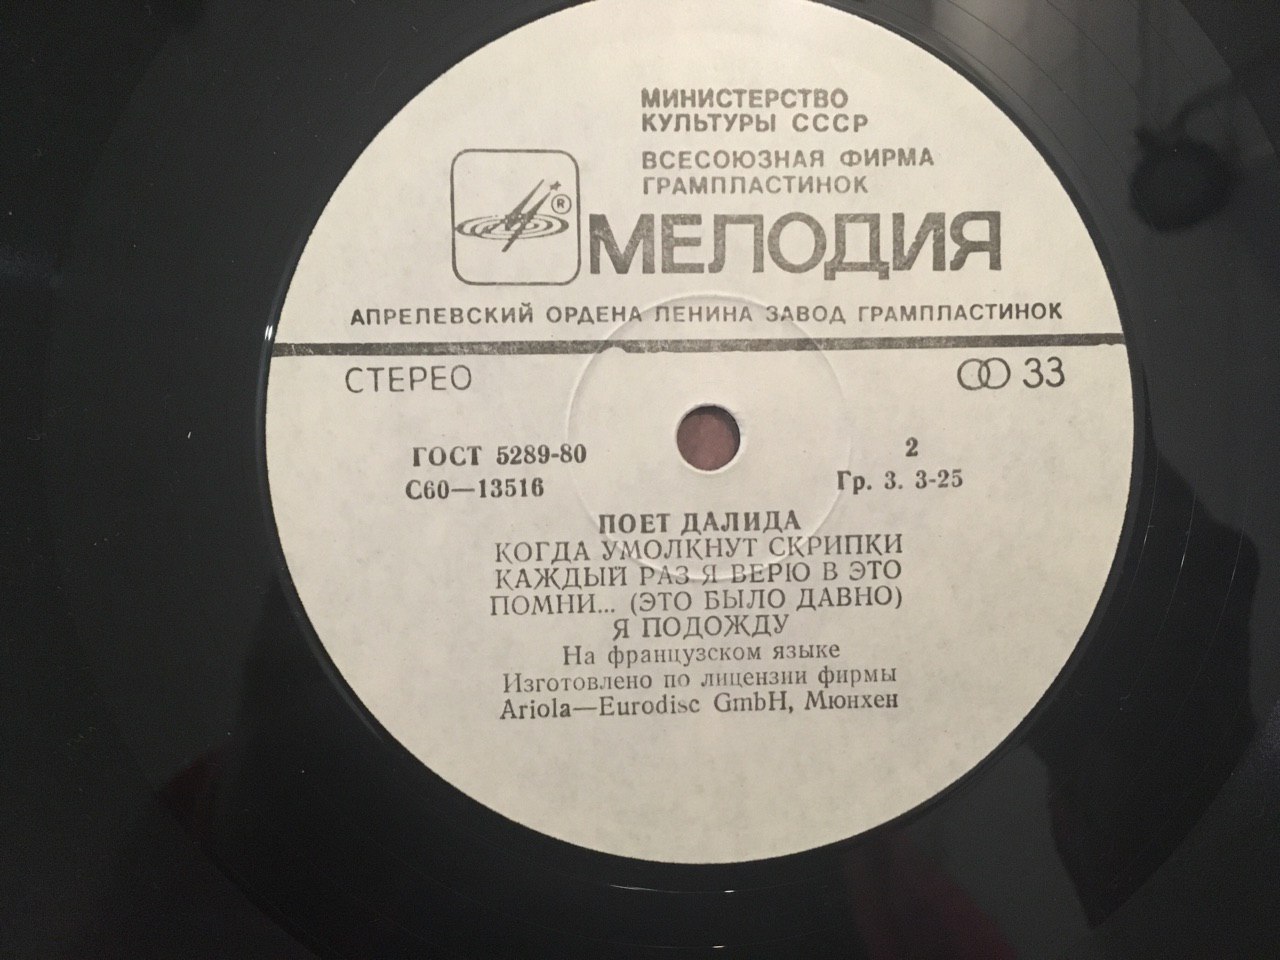 МИНИСТЕРСТВО
КУЛЬТУРЫ СССР
ВСЕСОЮЗНАЯ ФИРМА
ГРАМПЛАСТИНОК
®
МЕЛОДИЯ
АПРЕЛЕВСКИЙ ОРДЕНА ЛЕНИНА ЗАВОД ГРАМПЛАСТИНОК
СТЕРЕО 33
ГОСТ 5289-80 2
С60—13516 Гр. 3. 3-25
ПОЕТ ДАЛИДА
КОГДА УМОЛКНУТ СКРИПКИ
КАЖДЫЙ РАЗ Я ВЕРЮ В ЭТО
ПОМНИ... (ЭТО БЫЛО ДАВНО)
Я ПОДОЖДУ
На французском языке
Изготовлено по лицензии фирмы
Ariola—Eurodisc GmbH, Мюнхен